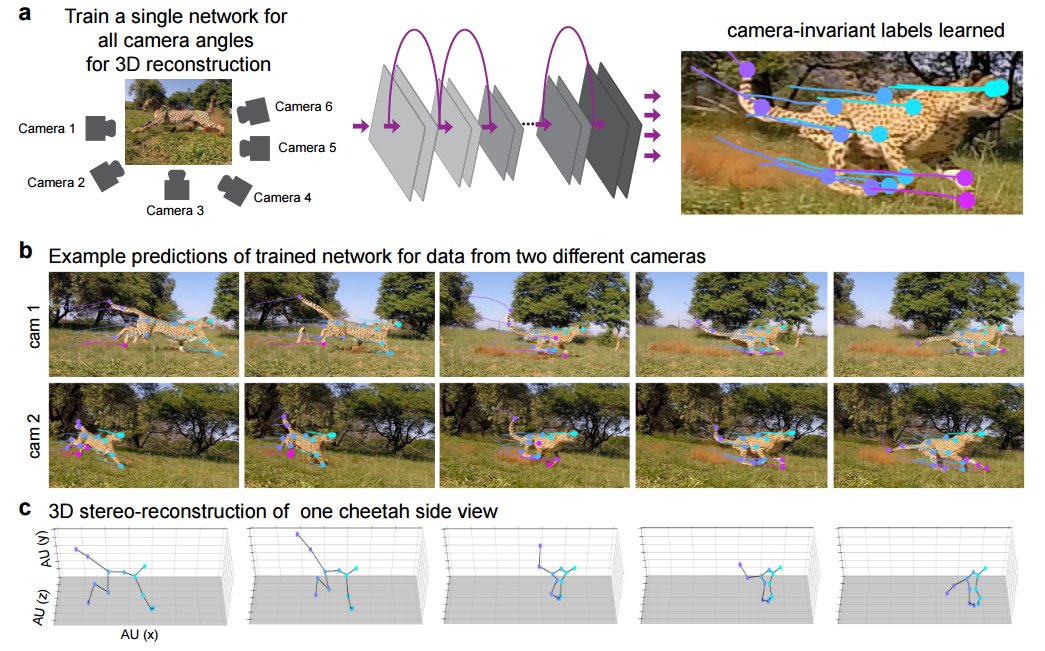 a
Train a single network for
all camera angles
for 3D reconstruction
Camera 1
Camera 2
Camera 3
Camera 4
Camera 5
Camera 6
camera-invariant labels learned
b
Example predictions of trained network for data from two different cameras
cam 1
cam 2
c
3D stereo-reconstruction of one cheetah side view
AU (y)
AU (z)
AU (x)